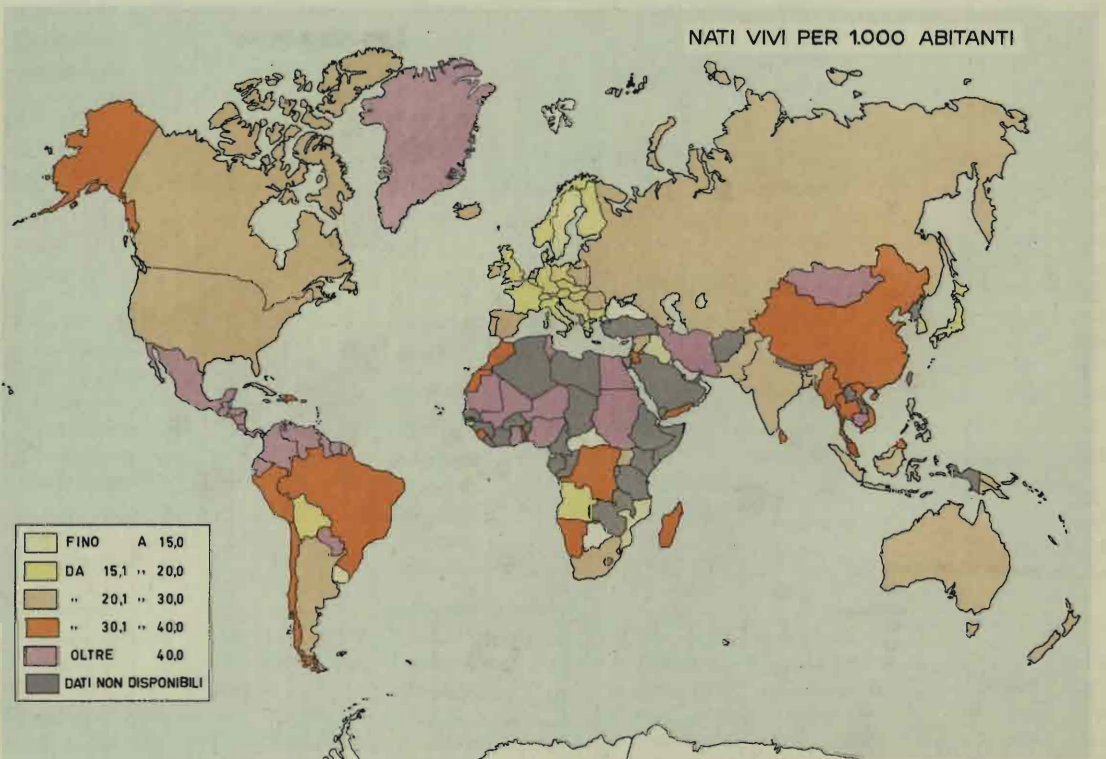 NATI VIVI PER 1.000 ABITANTI
FINO A 15,0
DA 15,1 " 20,0
" 20,1 " 30,0
" 30,1 " 40,0
OLTRE 40,0
DATI NON DISPONIBILI